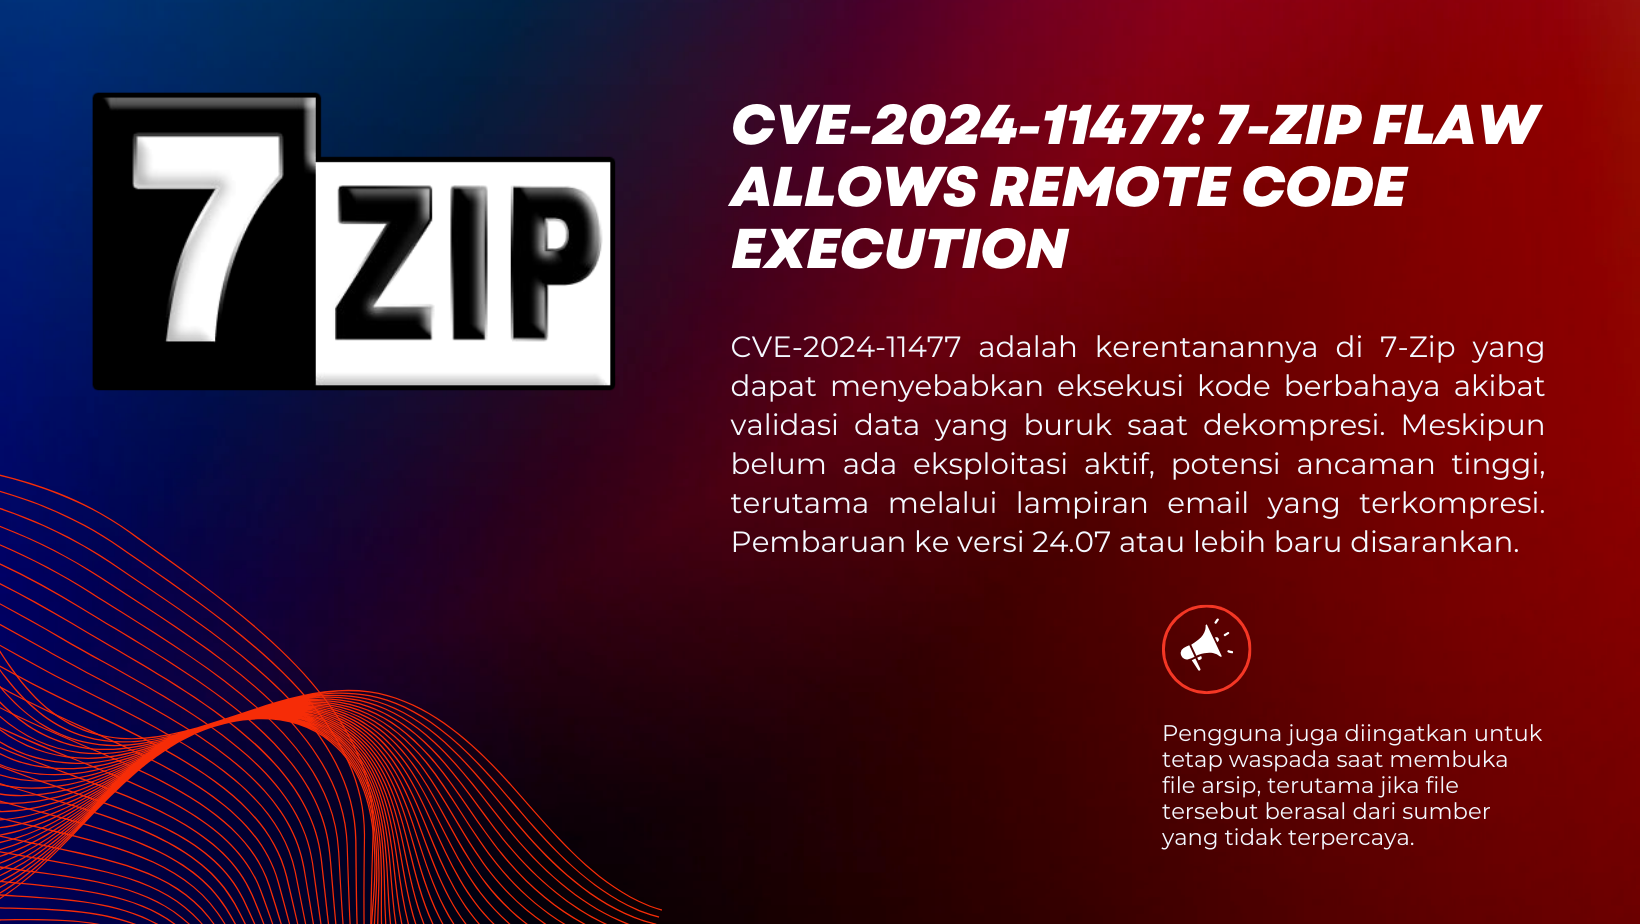 7 ZIP
CVE-2024-11477: 7-ZIP FLAW
ALLOWS REMOTE CODE
EXECUTION
CVE-2024-11477 adalah kerentanannya di 7-Zip yang
dapat menyebabkan eksekusi kode berbahaya akibat
validasi data yang buruk saat dekompresi. Meskipun
belum ada eksploitasi aktif, potensi ancaman tinggi,
terutama melalui lampiran email yang terkompresi.
Pembaruan ke versi 24.07 atau lebih baru disarankan.
Pengguna juga diingatkan untuk
tetap waspada saat membuka
file arsip, terutama jika file
tersebut berasal dari sumber
yang tidak terpercaya.